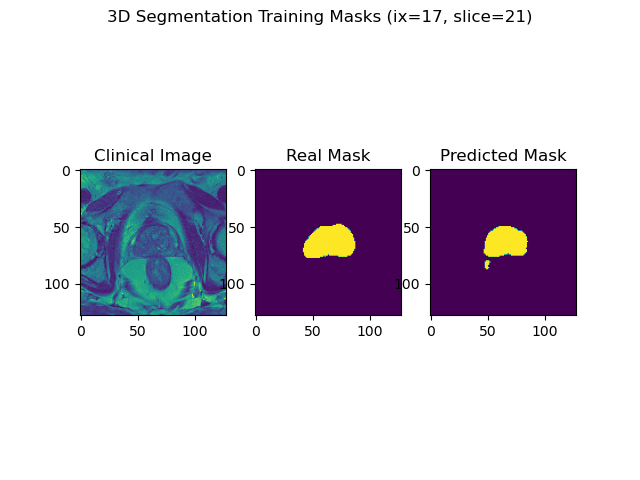 3D Segmentation Training Masks (ix=17, slice=21)
Clinical Image Real Mask Predicted Mask
0 0 0
50 50 50
100 100 100
0 50 100 0 50 100 0 50 100